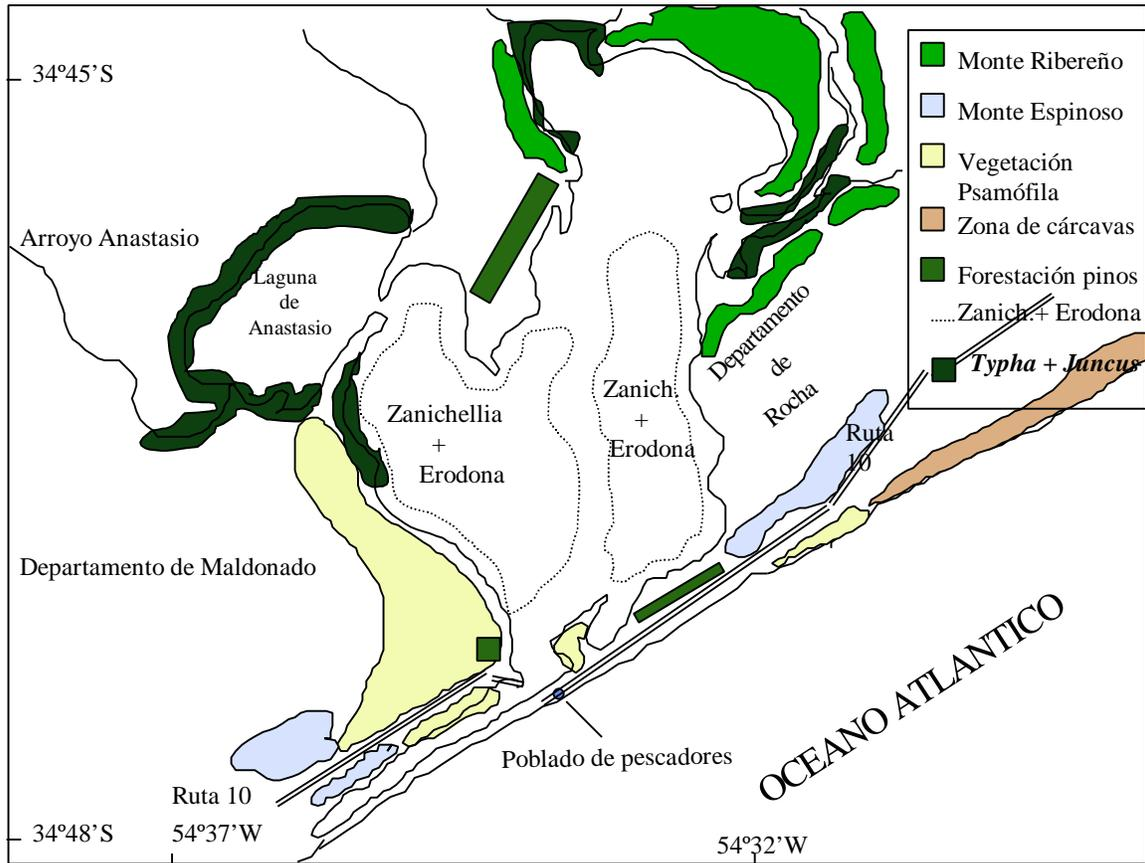 34º45’S
Arroyo Anastasio
Laguna
de
Anastasio
Zanichellia
+
Erodona
Zanich.
+
Erodona
Departamento
de
Rocha
Ruta
10
Departamento de Maldonado
Poblado de pescadores
OCEANO ATLANTICO
Ruta 10
34º48’S
54º37’W
54º32’W
Monte Ribereño
Monte Espinoso
Vegetación
Psamófila
Zona de cárcavas
Forestación pinos
Zanich.+ Erodona
Typha + Juncus